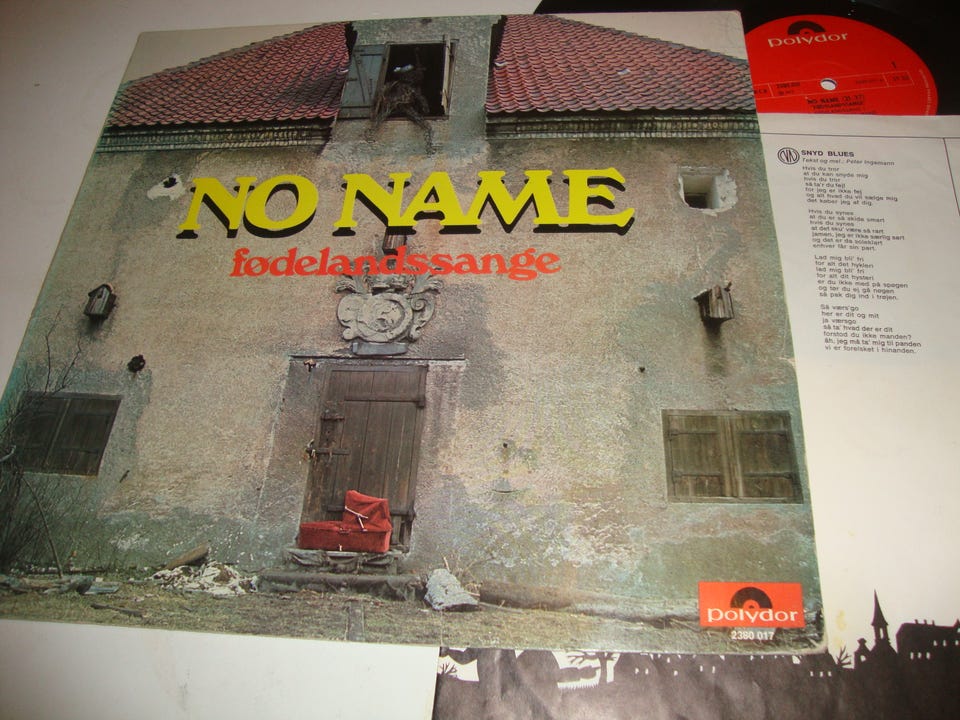 NO NAME
fødelandssange
polydor
2380 017
polydor
1
NO NAME
FØDELANDSSANGE
NN
SNYD BLUES
Tekst og mel.: Peter Ingemann
Hvis du tror
at du kan snyde mig
hvis du tror
så ta'r du fejl
for jeg er ikke fej
og alt hvad du vil sælge mig
det køber jeg af dig.
Hvis du synes
at du er så skide smart
hvis du synes
at det sku' være så rart
jamen, jeg er ikke særlig sart
og det er da soleklart
enhver får sin part.
Lad mig bli' fri
for alt det hykleri
lad mig bli' fri
for alt dit hysteri
er du ikke med på spøgen
og tør du ej gå nøgen
så pak dig ind i trøjen.
Så værs'go
her er dit og mit
ja værsgo
så ta' hvad der er dit
forstod du ikke manden?
åh, jeg må ta' mig til panden
vi er forelsket i hinanden.